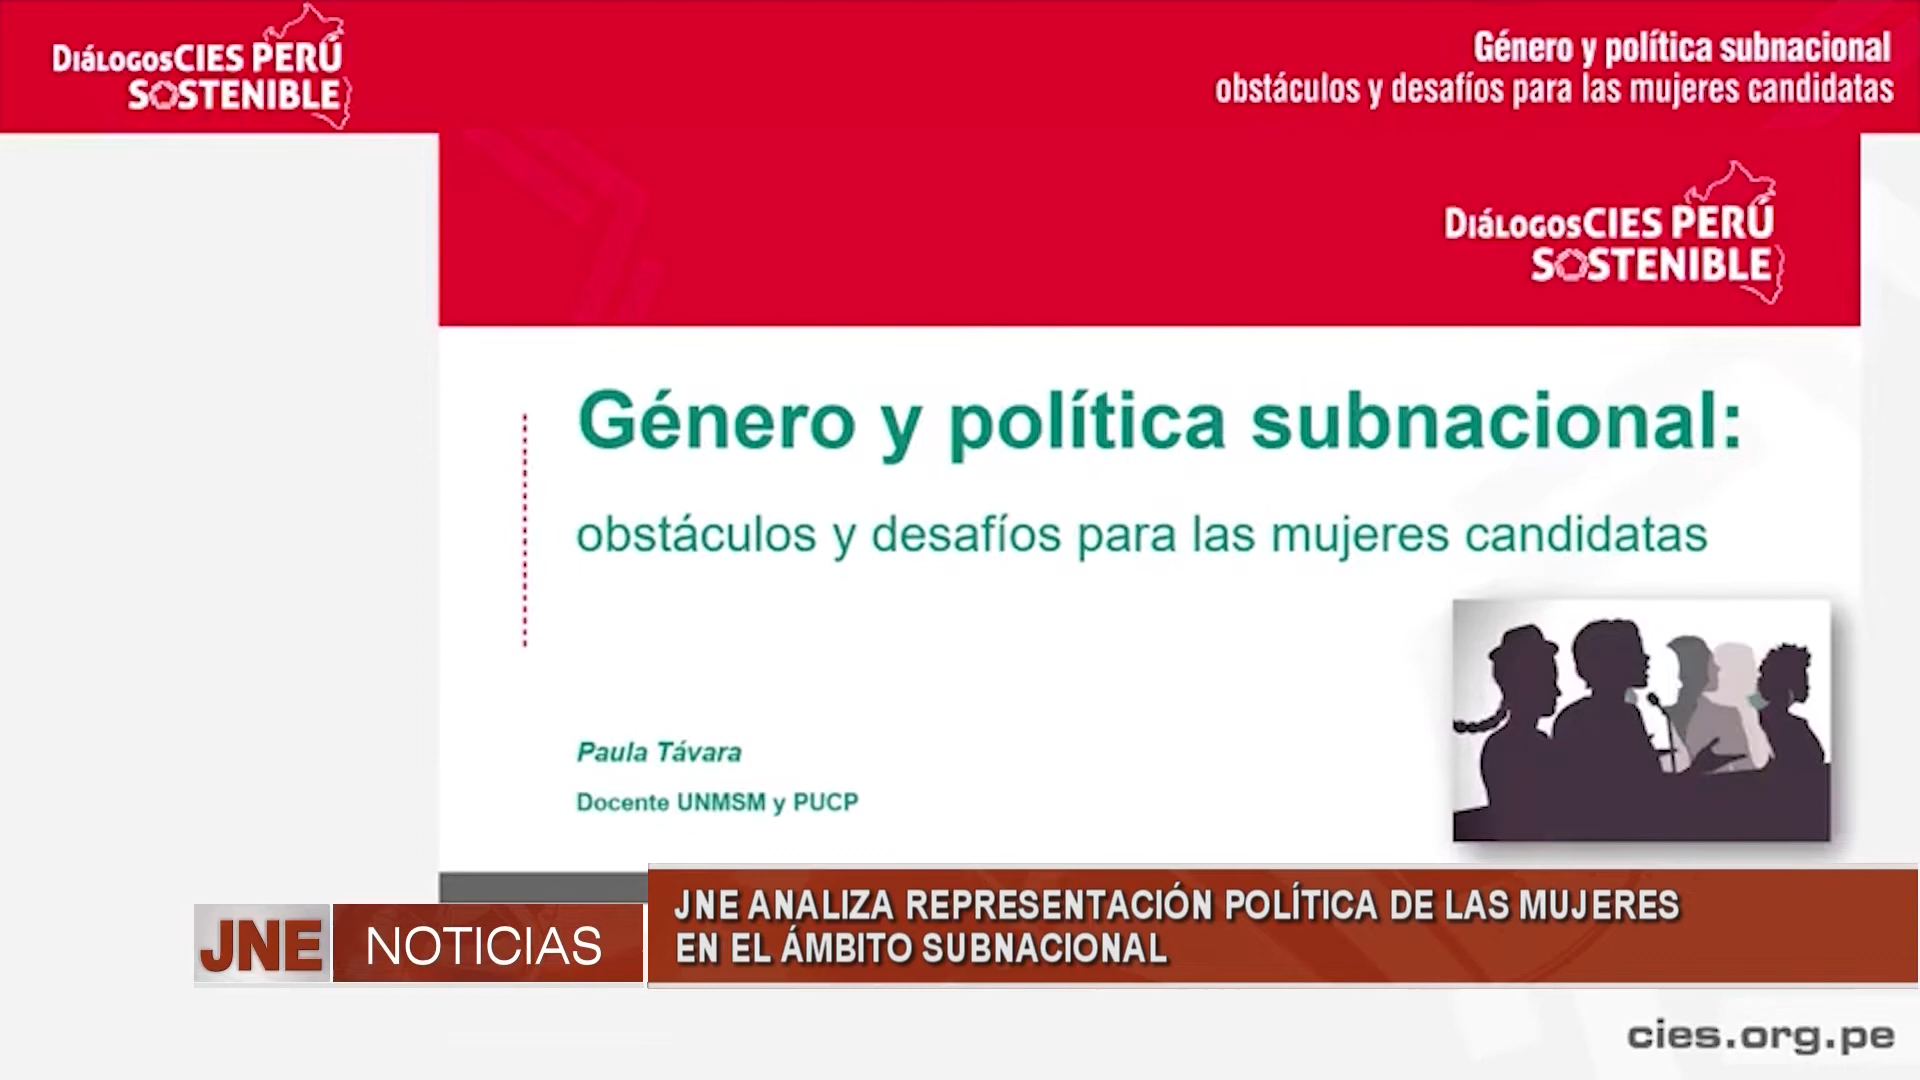 DiálogosCIES PERÚ
SOSTENIBLE
Género y política subnacional
obstáculos y desafíos para las mujeres candidatas
DiálogosCIES PERÚ
SOSTENIBLE
Género y política subnacional:
obstáculos y desafíos para las mujeres candidatas
Paula Távara
Docente UNMSM y PUCP
JNE NOTICIAS
JNE ANALIZA REPRESENTACIÓN POLÍTICA DE LAS MUJERES
EN EL ÁMBITO SUBNACIONAL
cies.org.pe